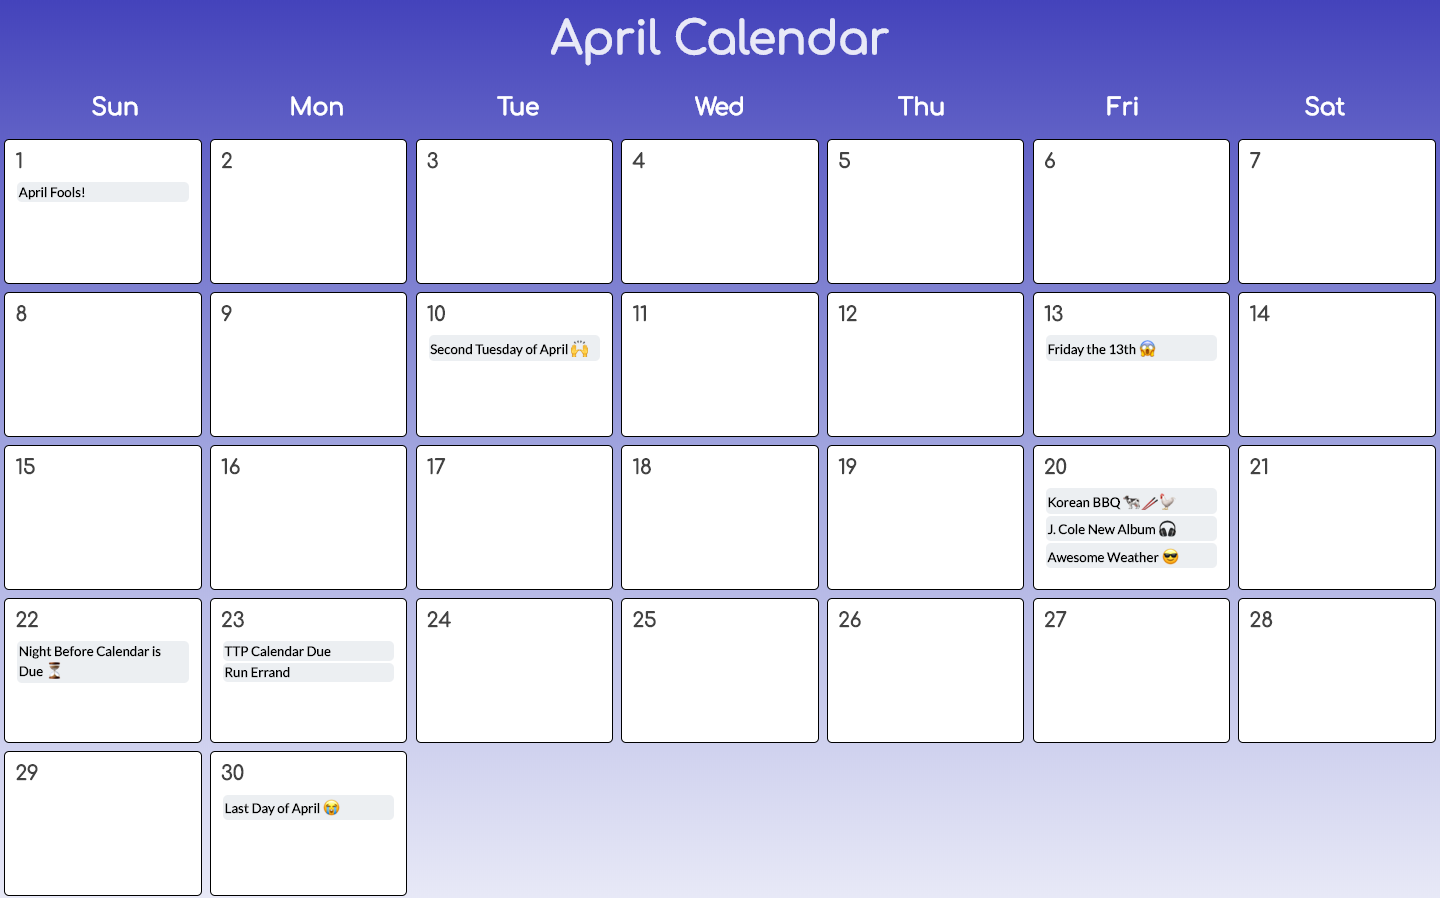 April Calendar
Sun Mon Tue Wed Thu Fri Sat
1 2 3 4 5 6 7
April Fools!
8 9 10 11 12 13 14
Second Tuesday of April 🙌 Friday the 13th 😱
15 16 17 18 19 20 21
Korean BBQ 🐄🥢🐓
J. Cole New Album 🎧
Awesome Weather 😎
22 23 24 25 26 27 28
Night Before Calendar is
Due ⏳
TTP Calendar Due
Run Errand
29 30
Last Day of April 😭